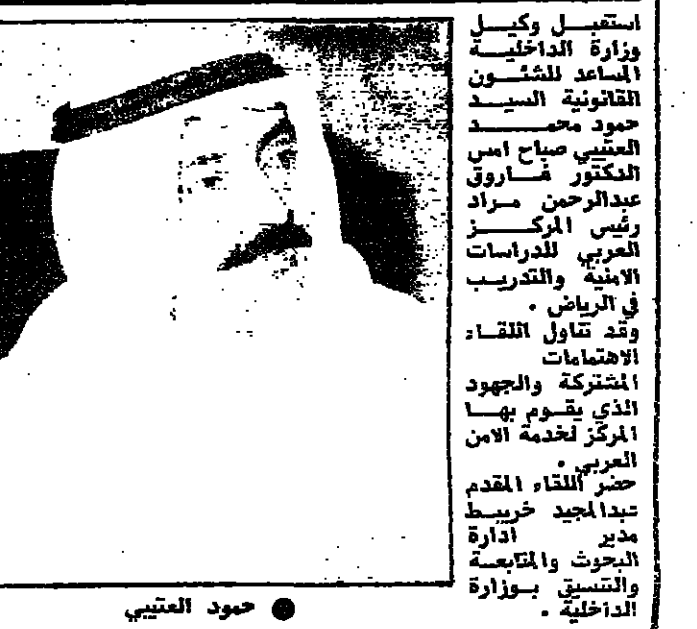 استقبل وكيل
وزارة الداخلية
المساعد للشئون
القانونية السيد
حمود محمد
العتيبي صباح امس
الدكتور فاروق
عبدالرحمن مراد
رئيس المركز
العربي للدراسات
الامنية والتدريب
في الرياض .
وقد تناول اللقاء
الاهتمامات
المشتركة والجهود
الذي يقوم بها
المركز لخدمة الامن
العربي .
حضر اللقاء المقدم
عبدالمجيد خريبط
مدير ادارة
البحوث والمتابعة
والتنسيق بوزارة
الداخلية .
● حمود العتيبي